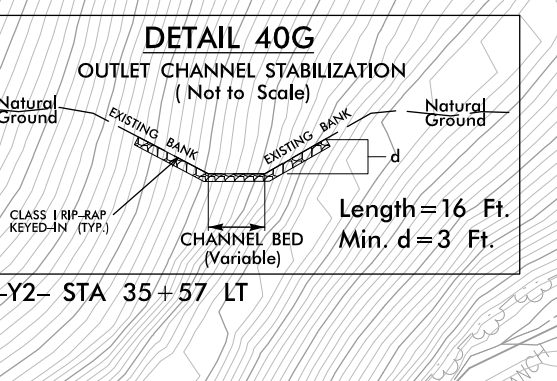 DETAIL 40G
OUTLET CHANNEL STABILIZATION
( Not to Scale)
Natural
Ground
EXISTING BANK
EXISTING BANK
Natural
Ground
d
CLASS I RIP-RAP
KEYED-IN (TYP.)
CHANNEL BED
(Variable)
Length=16 Ft.
Min. d=3 Ft.
-Y2- STA 35+57 LT